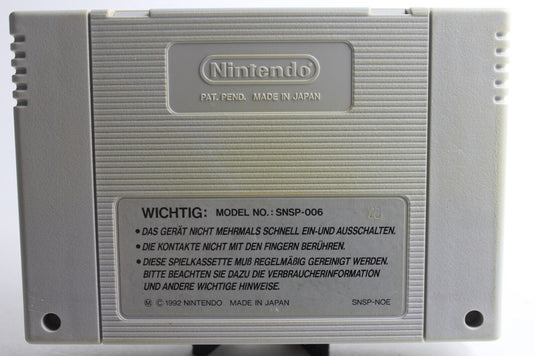 Nintendo
PAT. PEND. MADE IN JAPAN
WICHTIG: MODEL NO.: SNSP-006
• DAS GERÄT NICHT MEHRMALS SCHNELL EIN-UND AUSSCHALTEN.
• DIE KONTAKTE NICHT MIT DEN FINGERN BERÜHREN.
• DIESE SPIELKASSETTE MUß REGELMÄßIG GEREINIGT WERDEN.
BITTE BEACHTEN SIE DAZU DIE VERBRAUCHERINFORMATION
UND ANDERE WICHTIGE HINWEISE.
Ⓜ © 1992 NINTENDO MADE IN JAPAN SNSP-NOE